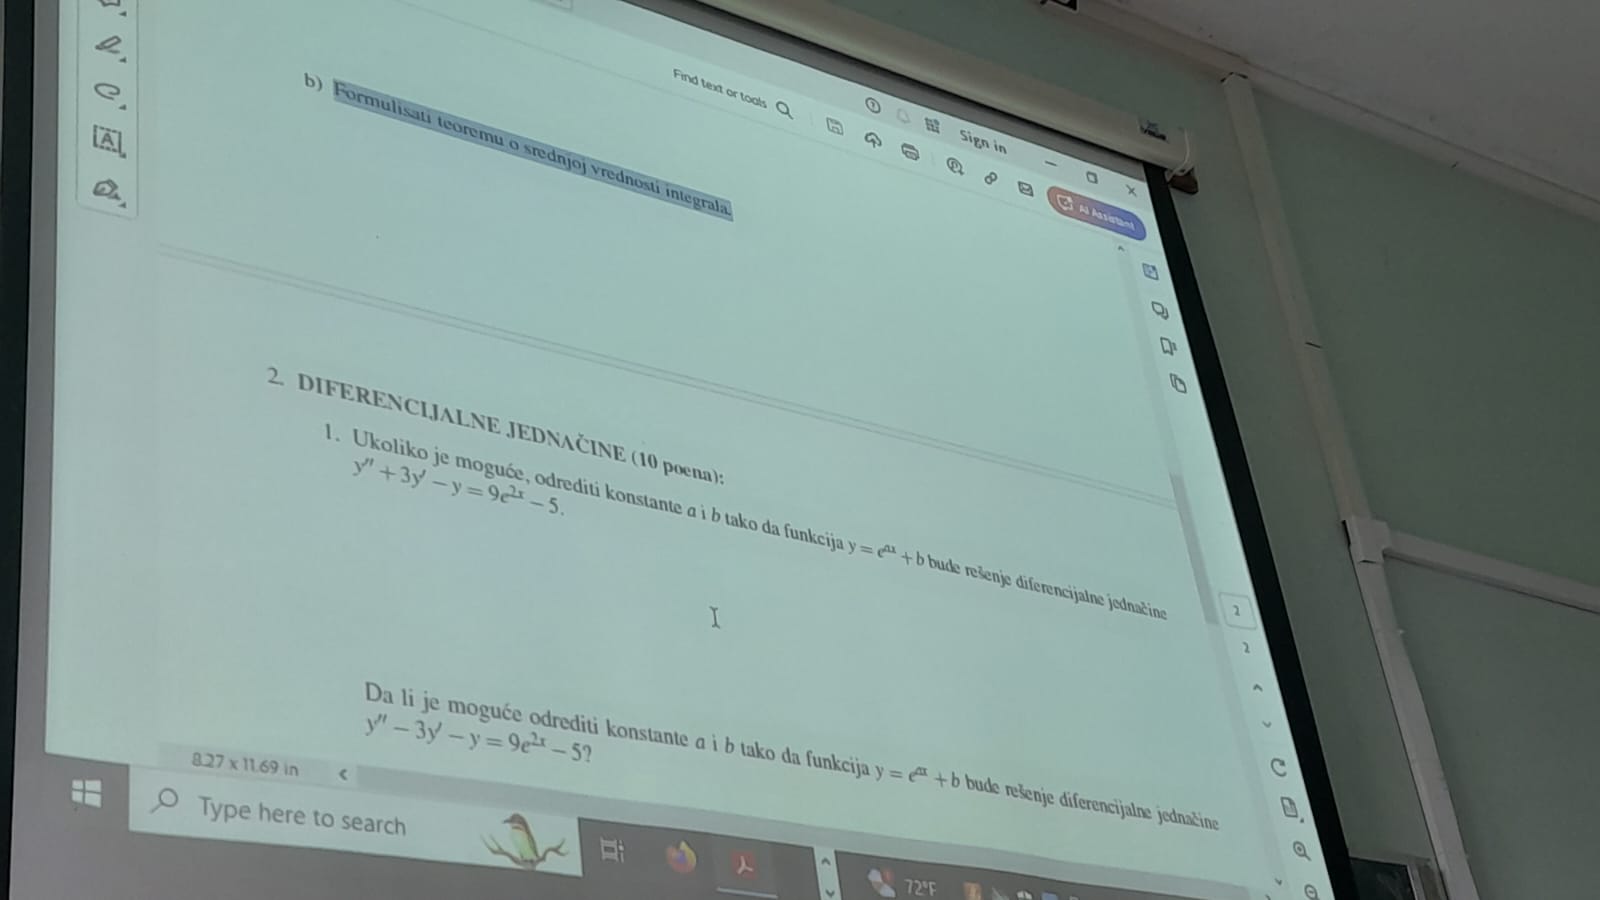 Find text or tools
Sign in
AI Assistant
b) Formulisati teoremu o srednjoj vrednosti integrala.
2. DIFERENCIJALNE JEDNAČINE (10 poena):
1. Ukoliko je moguće, odrediti konstante a i b tako da funkcija y = e^{ax} + b bude rešenje diferencijalne jednačine
y'' + 3y' − y = 9e^{2x} − 5.
Da li je moguće odrediti konstante a i b tako da funkcija y = e^{ax} + b bude rešenje diferencijalne jednačine
y'' − 3y' − y = 9e^{2x} − 5?
2
2
8.27 x 11.69 in
Type here to search
72°F